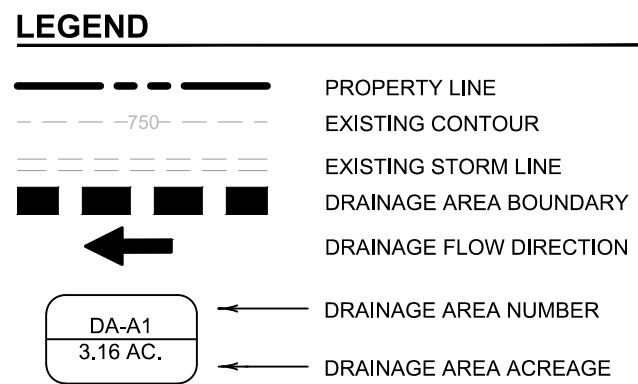 LEGEND
PROPERTY LINE
750
EXISTING CONTOUR
EXISTING STORM LINE
DRAINAGE AREA BOUNDARY
DRAINAGE FLOW DIRECTION
DA-A1
DRAINAGE AREA NUMBER
3.16 AC.
DRAINAGE AREA ACREAGE